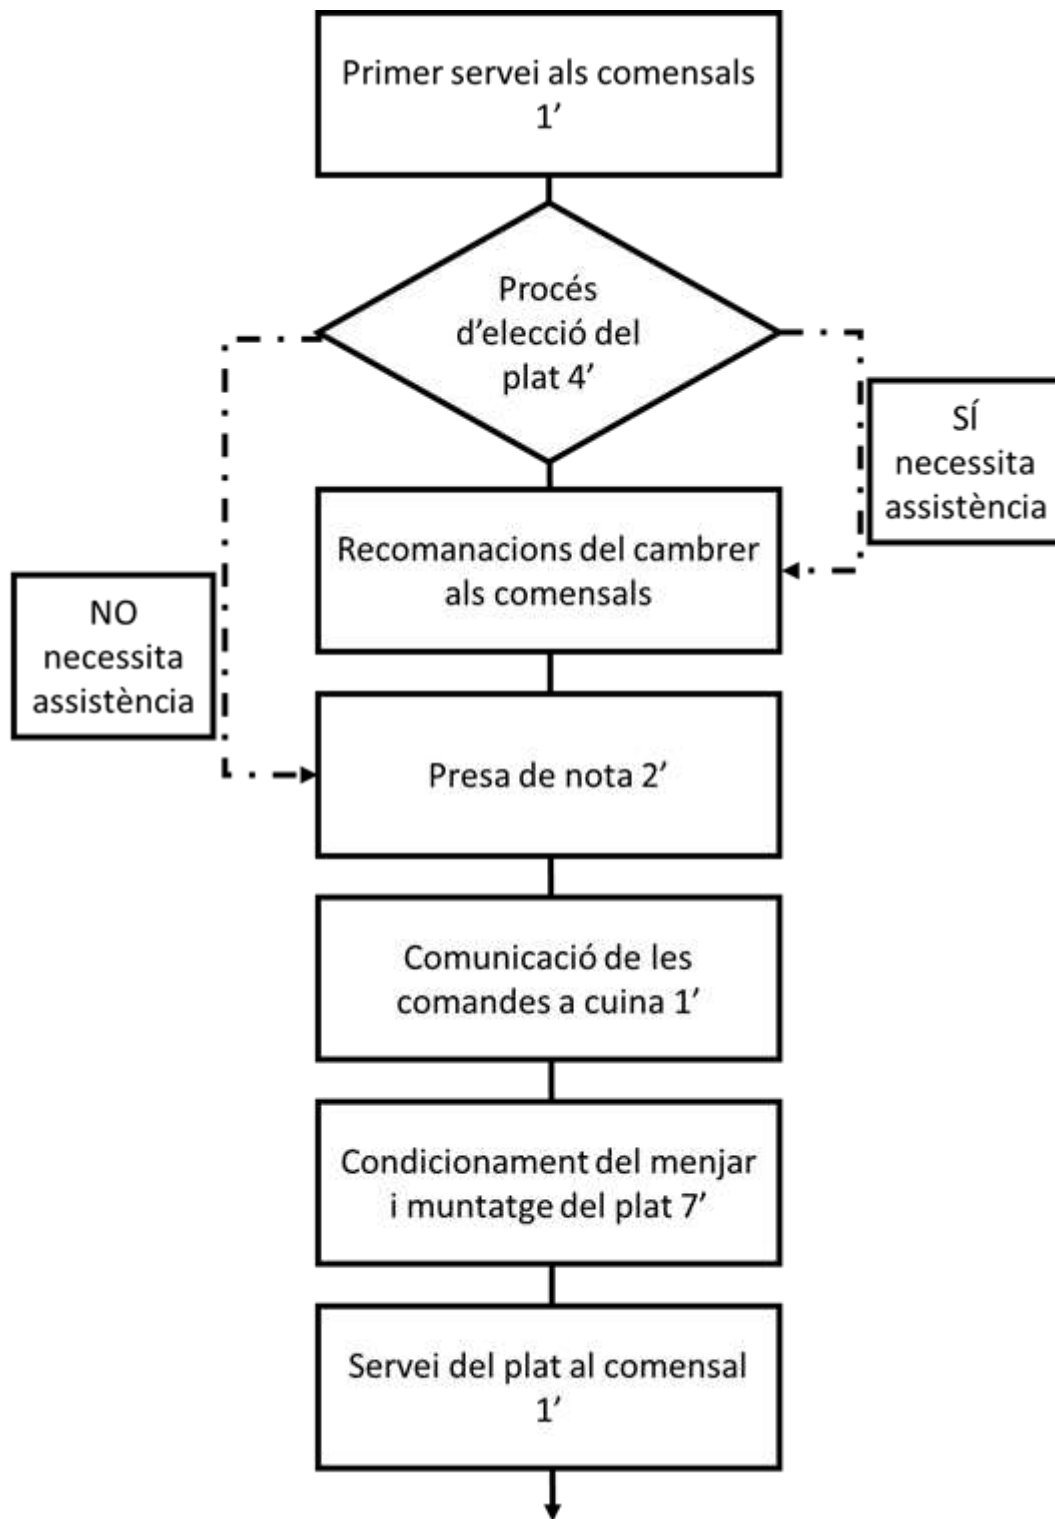 Primer servei als comensals
1’
Procés
d’elecció del
plat 4’
SÍ
necessita
assistència
Recomanacions del cambrer
als comensals
NO
necessita
assistència
Presa de nota 2’
Comunicació de les
comandes a cuina 1’
Condicionament del menjar
i muntatge del plat 7’
Servei del plat al comensal
1’